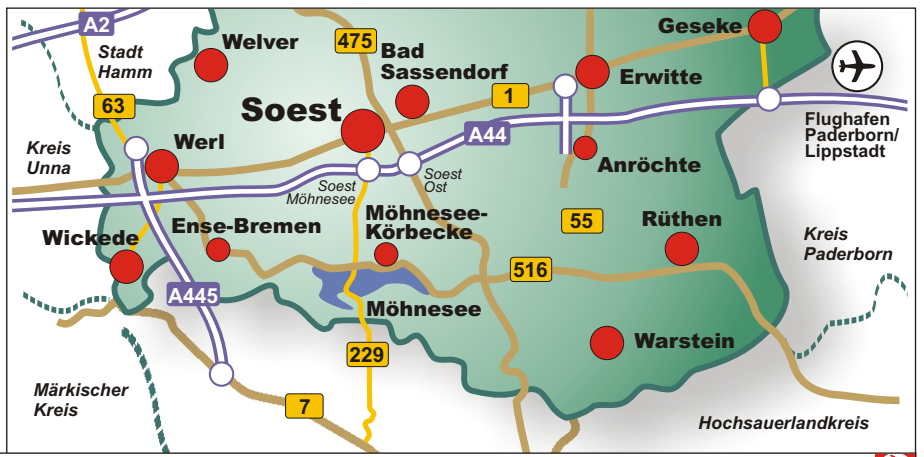 A2
Stadt
Hamm
Welver
475
Bad
Sassendorf
Geseke
Erwitte
63
1
Soest
A44
Flughafen
Paderborn/
Lippstadt
Kreis
Unna
Werl
Soest
Möhnesee
Soest
Ost
Anröchte
Wickede
Ense-Bremen
Möhnesee-
Körbecke
55
Rüthen
Kreis
Paderborn
516
A445
Möhnesee
229
Warstein
Märkischer
Kreis
7
Hochsauerlandkreis